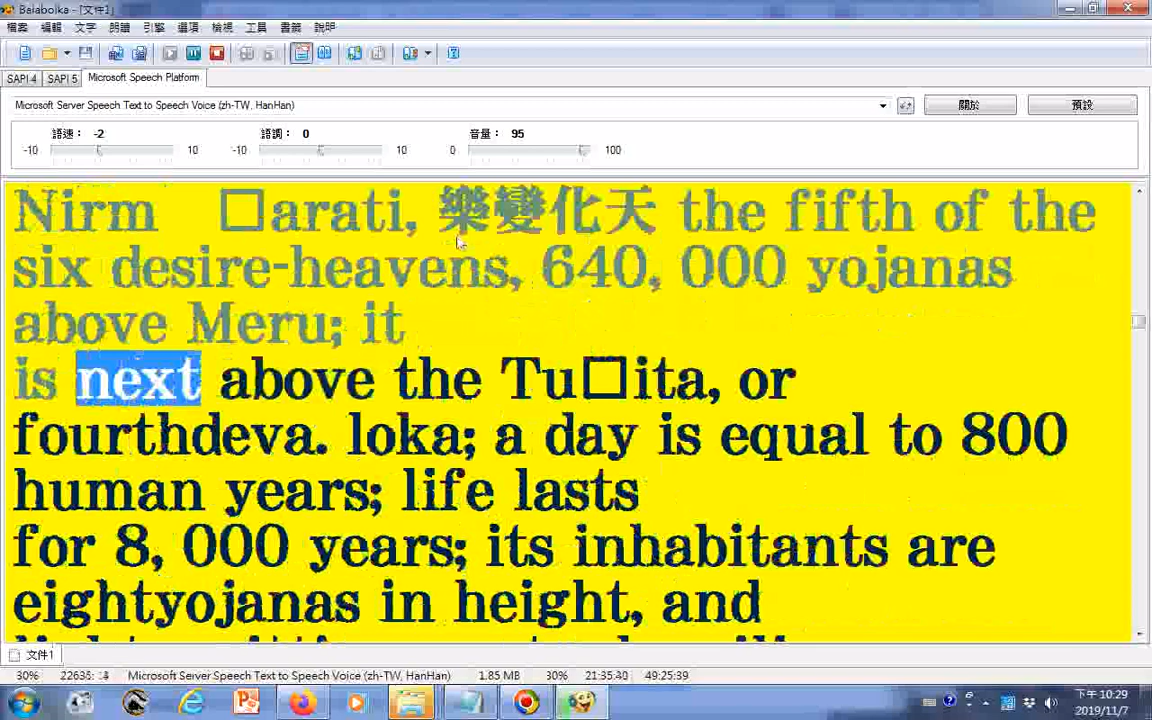 Balabolka - [文件1]
檔案 編輯 文字 朗讀 引擎 選項 檢視 工具 書籤 說明
SAPI 4 SAPI 5 Microsoft Speech Platform
Microsoft Server Speech Text to Speech Voice (zh-TW, HanHan) 關於 預設
語速： -2 語調： 0 音量： 95
-10 10 -10 10 0 100
Nirm □arati, 樂變化天 the fifth of the
six desire-heavens, 640, 000 yojanas
above Meru; it
is next above the Tu□ita, or
fourthdeva. loka; a day is equal to 800
human years; life lasts
for 8, 000 years; its inhabitants are
eightyojanas in height, and
文件1
30% Microsoft Server Speech Text to Speech Voice (zh-TW, HanHan) 1.85 MB 30% 21:35:40 49:25:39
下午 10:29
2019/11/7